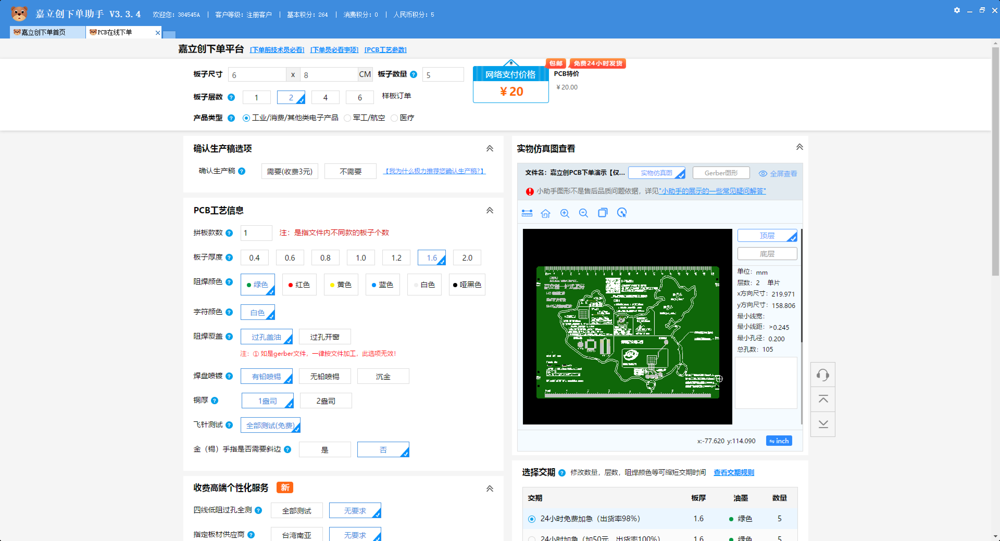 嘉立创下单助手 V3.3.4 欢迎您：384545A | 客户等级：注册客户 | 基本积分：264 | 消费积分：0 | 人民币积分：5
嘉立创下单首页 PCB在线下单
嘉立创下单平台 [下单前技术员必看] [下单员必看事项] [PCB工艺参数]
板子尺寸 6 x 8 CM 板子数量 5
板子层数 1 2 4 6 样板订单
产品类型 工业/消费/其他类电子产品 军工/航空 医疗
包邮 免费24小时发货
网络支付价格 PCB特价
￥20 ￥20.00
确认生产稿选项
确认生产稿 需要(收费3元) 不需要 【我为什么极力推荐您确认生产稿?】
PCB工艺信息
拼板款数 1 注：是指文件内不同款的板子个数
板子厚度 0.4 0.6 0.8 1.0 1.2 1.6 2.0
阻焊颜色 绿色 红色 黄色 蓝色 白色 哑黑色
字符颜色 白色
阻焊覆盖 过孔盖油 过孔开窗
注：① 如是gerber文件，一律按文件加工，此选项无效!
焊盘喷镀 有铅喷锡 无铅喷锡 沉金
铜厚 1盎司 2盎司
飞针测试 全部测试(免费)
金（锡）手指是否需要斜边 是 否
收费高端个性化服务 新
四线低阻过孔全测 全部测试 无要求
指定板材供应商 台湾南亚 无要求
实物仿真图查看
文件名：嘉立创PCB下单演示【仅... 实物仿真图 Gerber图形 全屏查看
小助手图形不是售后品质问题依据，详见"小助手的展示的一些常见疑问解答"
顶层
底层
单位：mm
层数：2 单片
x方向尺寸：219.971
y方向尺寸：158.806
最小线宽：
最小线距：>0.245
最小孔径：0.200
总孔数：105
x:-77.620 y:114.090 inch
选择交期 修改数量，层数，阻焊颜色等可缩短交期时间 查看交期规则
交期 板厚 油墨 数量
24小时免费加急（出货率98%） 1.6 绿色 5
24小时加急（加50元，出货率100%） 1.6 绿色 5